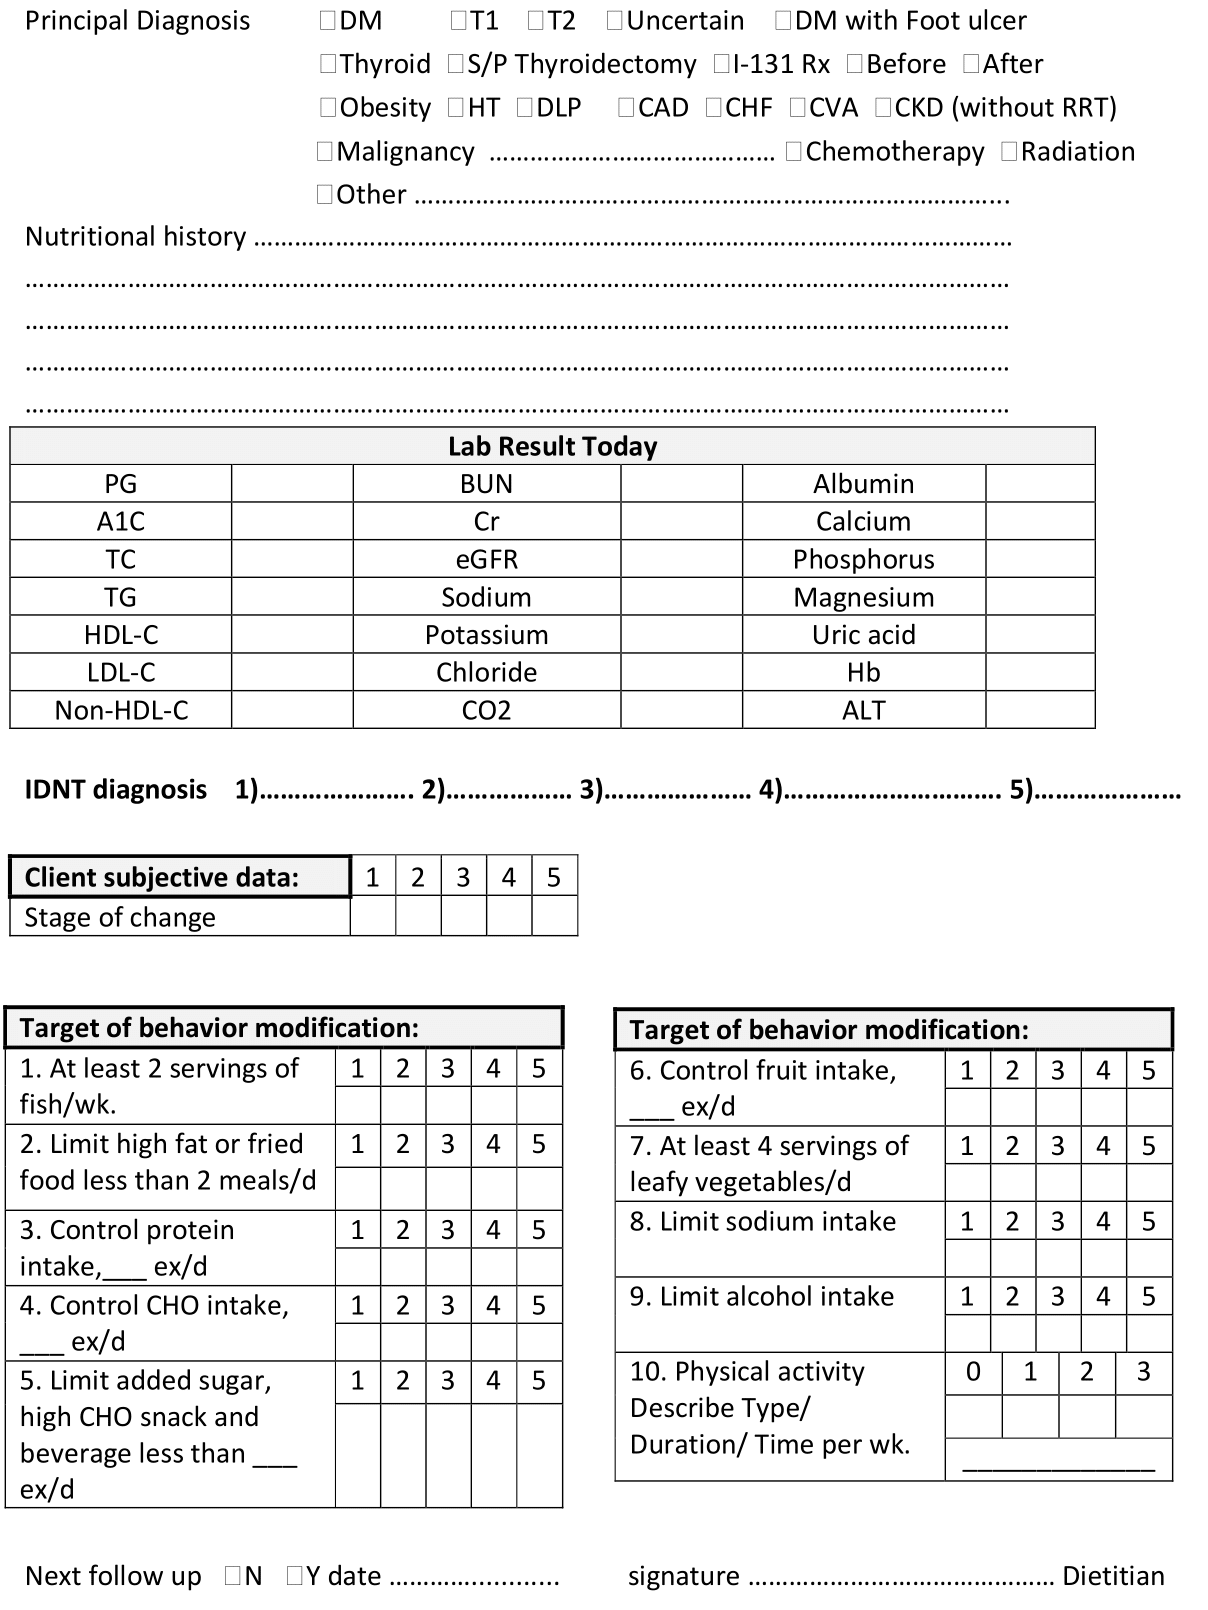 Principal Diagnosis □DM □T1 □T2 □Uncertain □DM with Foot ulcer
□Thyroid □S/P Thyroidectomy □I-131 Rx □Before □After
□Obesity □HT □DLP □CAD □CHF □CVA □CKD (without RRT)
□Malignancy …………………………………… □Chemotherapy □Radiation
□Other ……………………………………………………………………………..
Nutritional history …………………………………………………………………………………………………
………………………………………………………………………………………………………………………………
………………………………………………………………………………………………………………………………
………………………………………………………………………………………………………………………………
………………………………………………………………………………………………………………………………
Lab Result Today
PG BUN Albumin
A1C Cr Calcium
TC eGFR Phosphorus
TG Sodium Magnesium
HDL-C Potassium Uric acid
LDL-C Chloride Hb
Non-HDL-C CO2 ALT
IDNT diagnosis 1)…………………. 2)……………… 3)………………… 4)…………………………. 5)…………………
Client subjective data: 1 2 3 4 5
Stage of change
Target of behavior modification:
1. At least 2 servings of 1 2 3 4 5
fish/wk.
2. Limit high fat or fried 1 2 3 4 5
food less than 2 meals/d
3. Control protein 1 2 3 4 5
intake,___ ex/d
4. Control CHO intake, 1 2 3 4 5
___ ex/d
5. Limit added sugar, 1 2 3 4 5
high CHO snack and
beverage less than ___
ex/d
Target of behavior modification:
6. Control fruit intake, 1 2 3 4 5
___ ex/d
7. At least 4 servings of 1 2 3 4 5
leafy vegetables/d
8. Limit sodium intake 1 2 3 4 5
9. Limit alcohol intake 1 2 3 4 5
10. Physical activity 0 1 2 3
Describe Type/
Duration/ Time per wk. _____________
Next follow up □N □Y date ………............. signature ……………………………………… Dietitian